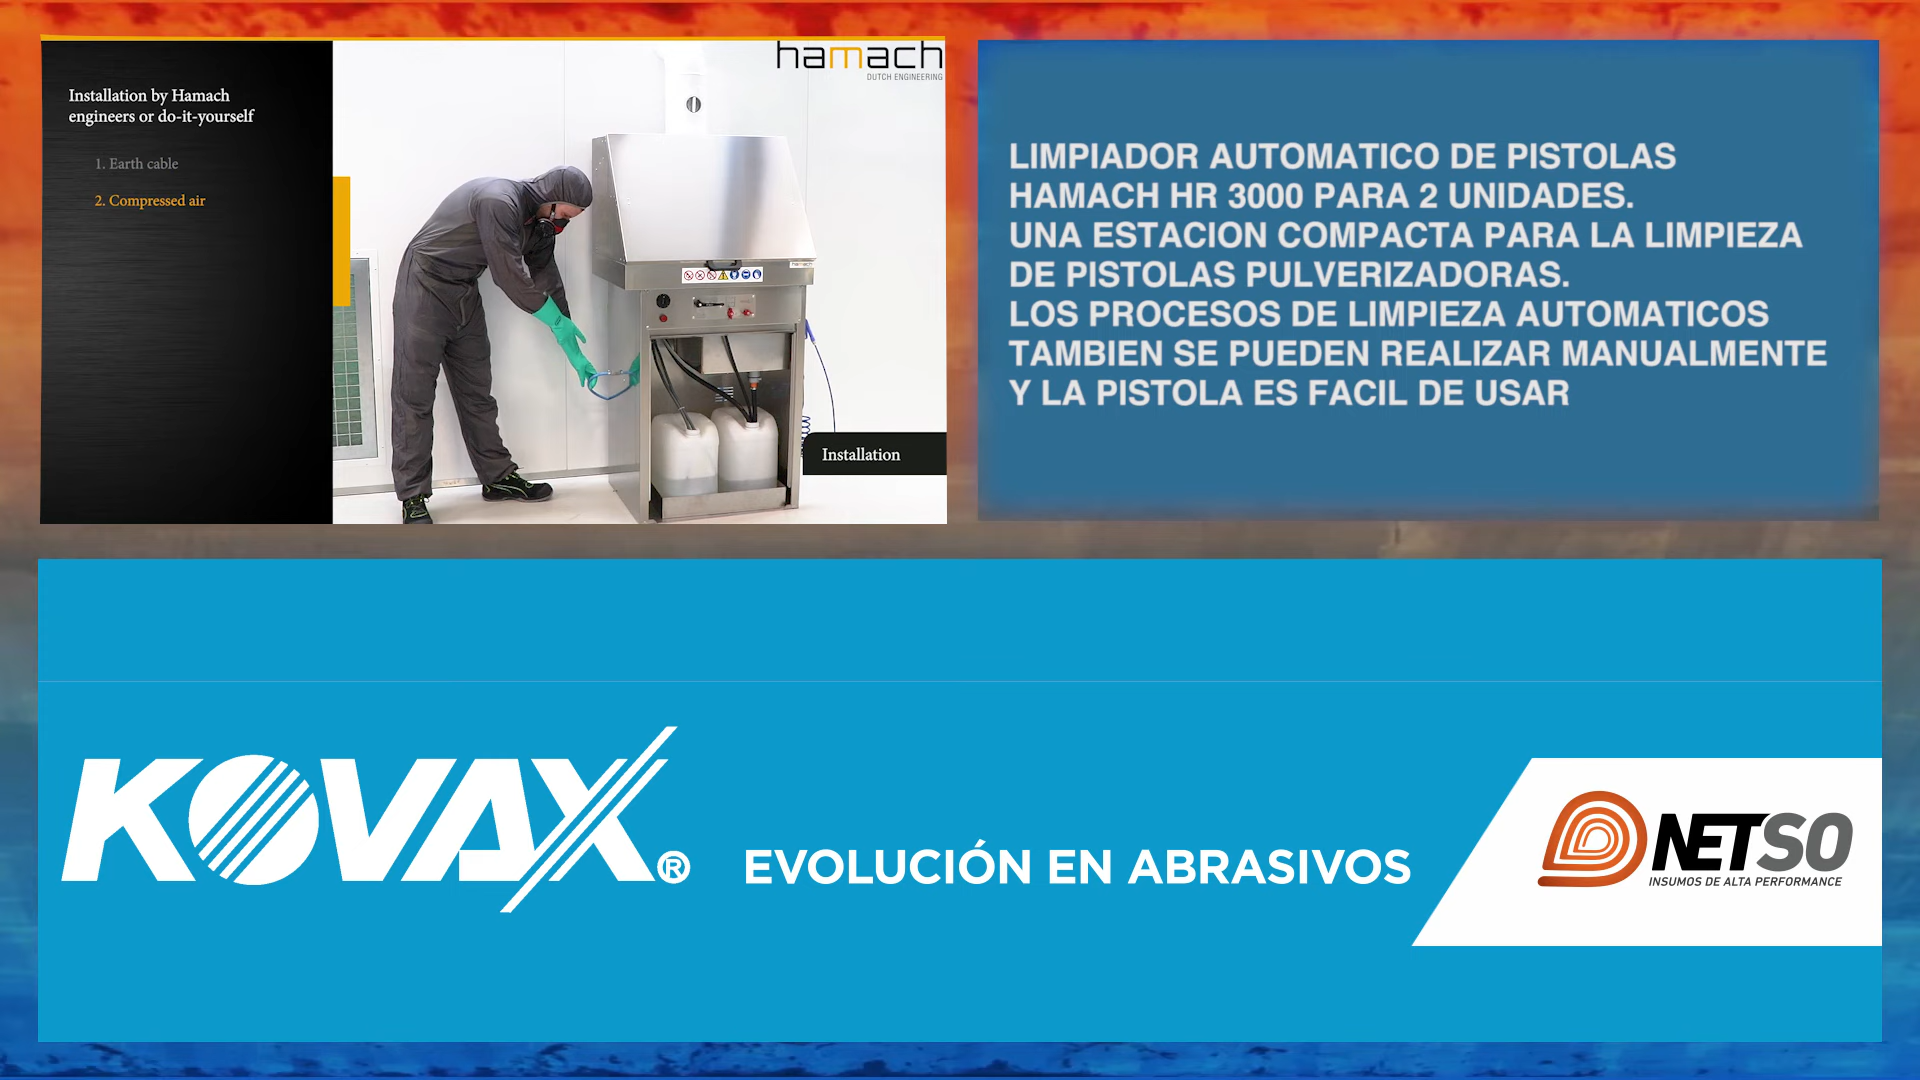 hamach
DUTCH ENGINEERING
Installation by Hamach
engineers or do-it-yourself
1. Earth cable
2. Compressed air
hamach
Installation
LIMPIADOR AUTOMATICO DE PISTOLAS
HAMACH HR 3000 PARA 2 UNIDADES.
UNA ESTACION COMPACTA PARA LA LIMPIEZA
DE PISTOLAS PULVERIZADORAS.
LOS PROCESOS DE LIMPIEZA AUTOMATICOS
TAMBIEN SE PUEDEN REALIZAR MANUALMENTE
Y LA PISTOLA ES FACIL DE USAR
KOVAX®
EVOLUCIÓN EN ABRASIVOS
NETSO
INSUMOS DE ALTA PERFORMANCE